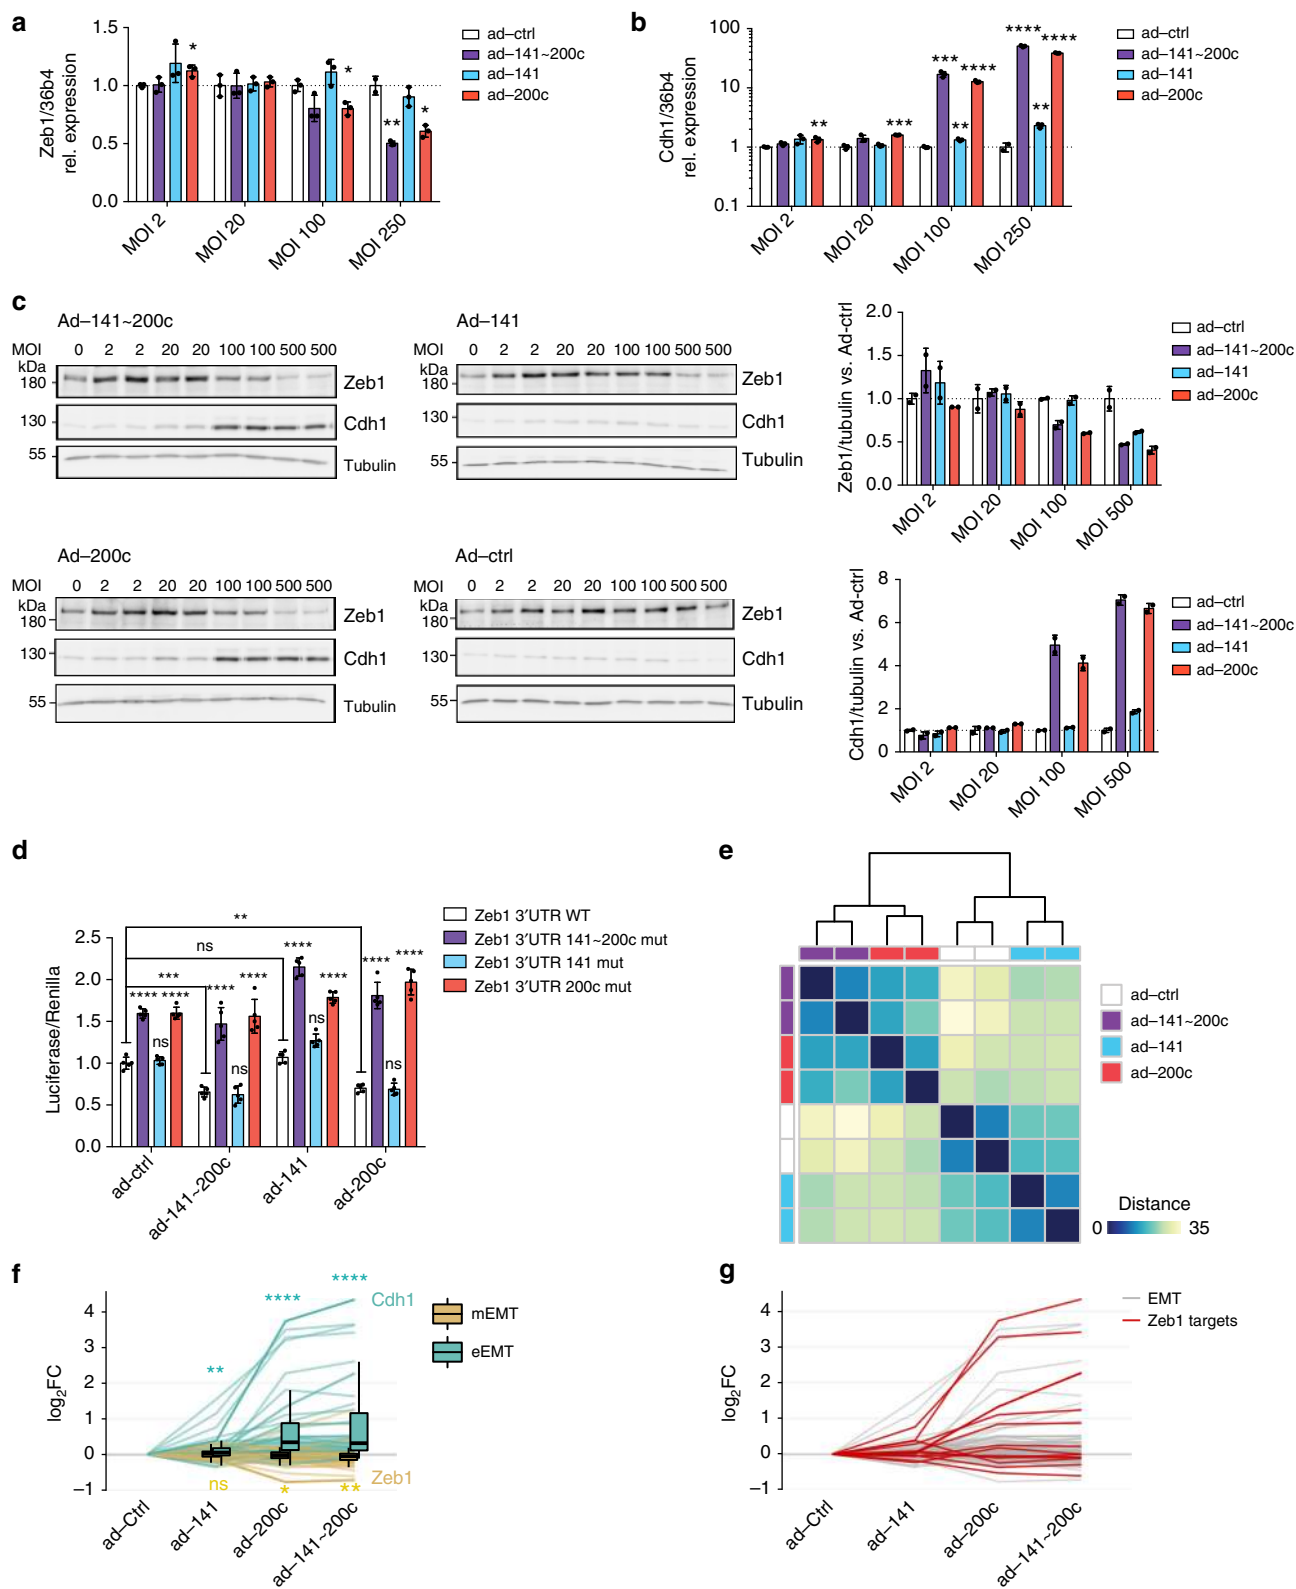 a
1.5
1.0
0.5
0.0
Zeb1/36b4
rel. expression
*
*
**
*
MOI 2
MOI 20
MOI 100
MOI 250
ad–ctrl
ad–141~200c
ad–141
ad–200c
b
100
10
1
0.1
Cdh1/36b4
rel. expression
**
***
***
**
****
****
**
****
MOI 2
MOI 20
MOI 100
MOI 250
ad–ctrl
ad–141~200c
ad–141
ad–200c
c
Ad–141~200c
MOI 0 2 2 20 20 100 100 500 500
kDa
180
Zeb1
130
Cdh1
55
Tubulin
Ad–141
MOI 0 2 2 20 20 100 100 500 500
kDa
180
Zeb1
130
Cdh1
55
Tubulin
2.0
1.5
1.0
0.5
0.0
Zeb1/tubulin vs. Ad-ctrl
MOI 2
MOI 20
MOI 100
MOI 500
ad–ctrl
ad–141~200c
ad–141
ad–200c
Ad–200c
MOI 0 2 2 20 20 100 100 500 500
kDa
180
Zeb1
130
Cdh1
55
Tubulin
Ad–ctrl
MOI 0 2 2 20 20 100 100 500 500
kDa
180
Zeb1
130
Cdh1
55
Tubulin
8
6
4
2
0
Cdh1/tubulin vs. Ad-ctrl
MOI 2
MOI 20
MOI 100
MOI 500
ad–ctrl
ad–141~200c
ad–141
ad–200c
d
2.5
2.0
1.5
1.0
0.5
0.0
Luciferase/Renilla
**
ns
***
****
ns
****
****
ns
****
****
ns
****
****
ns
****
ad-ctrl
ad-141~200c
ad-141
ad-200c
Zeb1 3′UTR WT
Zeb1 3′UTR 141~200c mut
Zeb1 3′UTR 141 mut
Zeb1 3′UTR 200c mut
e
ad–ctrl
ad–141~200c
ad–141
ad–200c
Distance
0 35
f
4
3
2
1
0
–1
log2FC
**
****
****
Cdh1
Zeb1
ns
*
**
ad–Ctrl
ad–141
ad–200c
ad–141~200c
mEMT
eEMT
g
4
3
2
1
0
–1
log2FC
ad–Ctrl
ad–141
ad–200c
ad–141~200c
EMT
Zeb1 targets